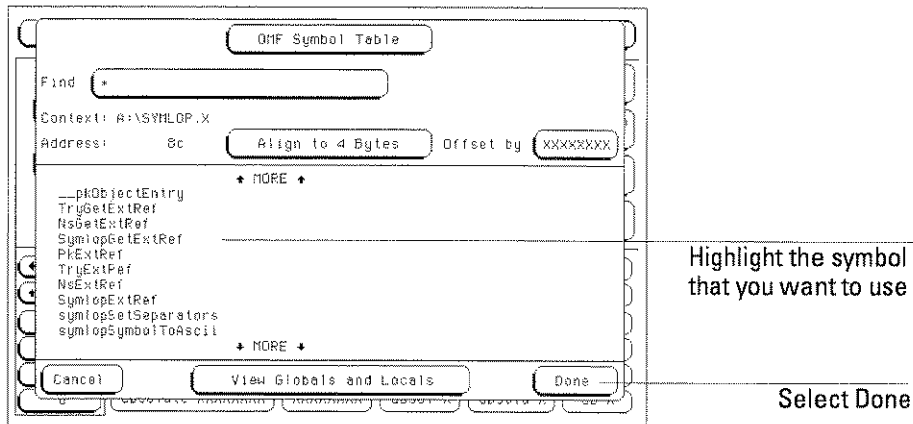 OMF Symbol Table
Find *
Context: A:\SYMLOP.X
Address: 8c Align to 4 Bytes Offset by XXXXXXXX
↑ MORE ↑
__pkObjectEntry
TryGetExtRef
NsGetExtRef
SymlopGetExtRef
PkExtRef
TryExtRef
NsExtRef
SymlopExtRef
symlopSetSeparators
symlopSymbolToAscii
↓ MORE ↓
Cancel View Globals and Locals Done
Highlight the symbol
that you want to use
Select Done